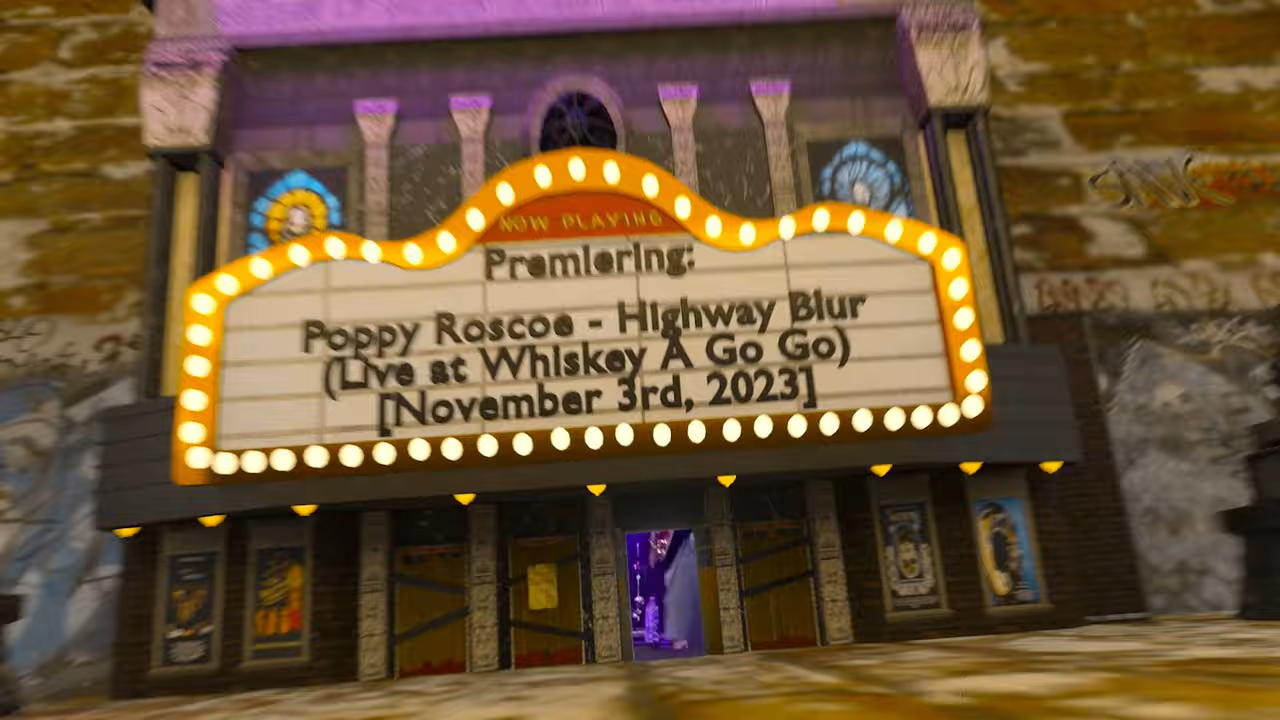 NOW PLAYING
Premiering:
Poppy Roscoe - Highway Blur
(Live at Whiskey A Go Go)
[November 3rd, 2023]